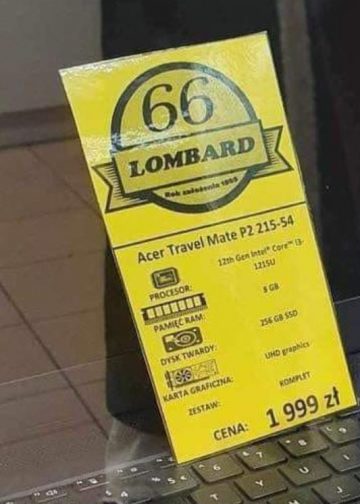 66
LOMBARD
Rok założenia 1998
Acer Travel Mate P2 215-54
PROCESOR: 12th Gen Intel® Core™ i3-
1215U
PAMIĘĆ RAM: 8 GB
DYSK TWARDY: 256 GB SSD
KARTA GRAFICZNA: UHD graphics
ZESTAW: KOMPLET
CENA: 1 999 zł